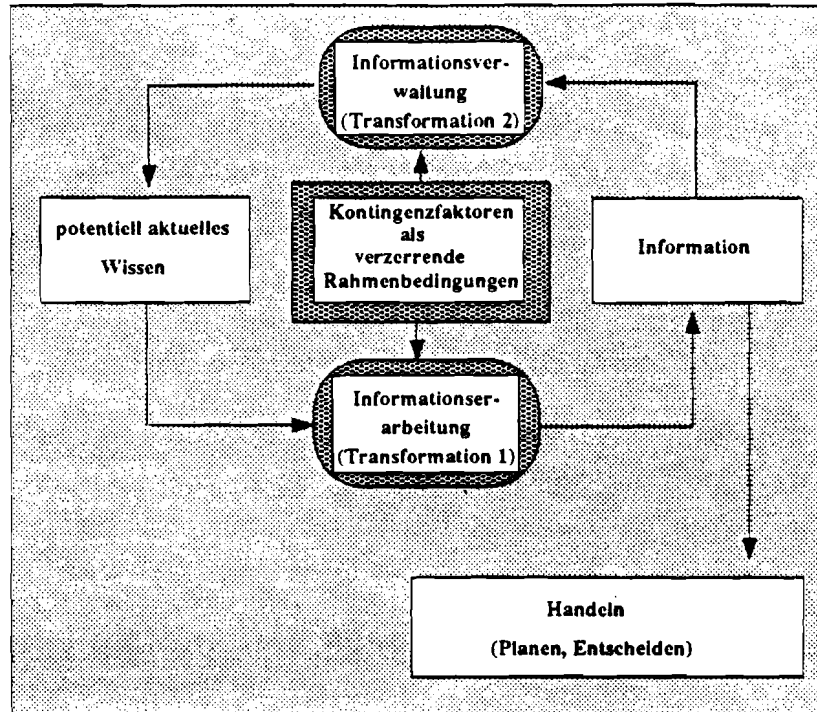 Informationsver-
waltung
(Transformation 2)
potentiell aktuelles
Wissen
Kontingenzfaktoren
als
verzerrende
Rahmenbedingungen
Information
Informationser-
arbeitung
(Transformation 1)
Handeln
(Planen, Entscheiden)